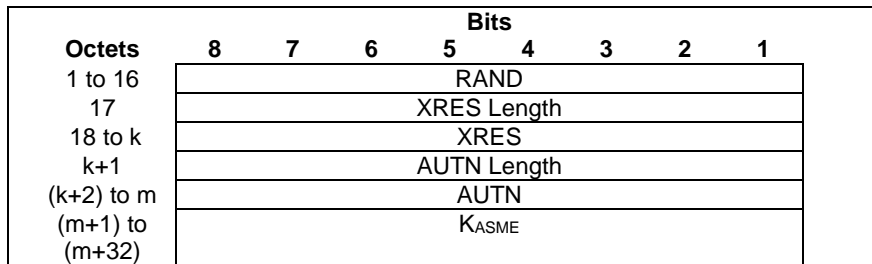 Bits
Octets 8 7 6 5 4 3 2 1
1 to 16 RAND
17 XRES Length
18 to k XRES
k+1 AUTN Length
(k+2) to m AUTN
(m+1) to KASME
(m+32)